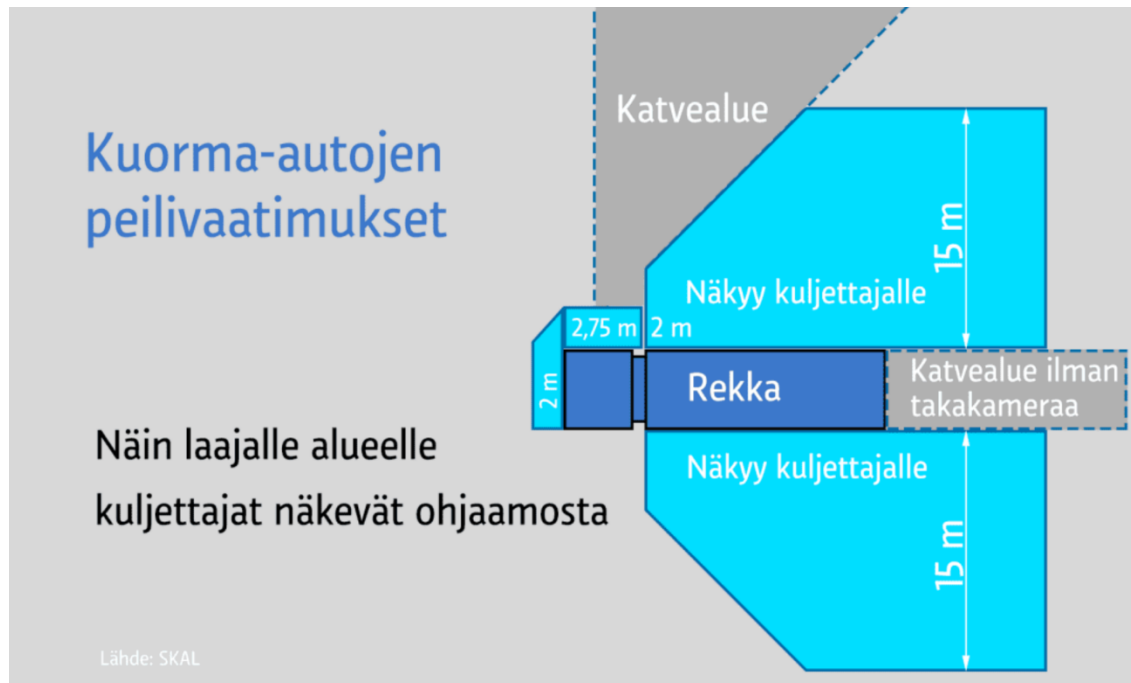 Kuorma-autojen
peilivaatimukset
Näin laajalle alueelle
kuljettajat näkevät ohjaamosta
Lähde: SKAL
Katvealue
15 m
Näkyy kuljettajalle
2,75 m
2 m
2 m
Rekka
Katvealue ilman
takakameraa
Näkyy kuljettajalle
15 m